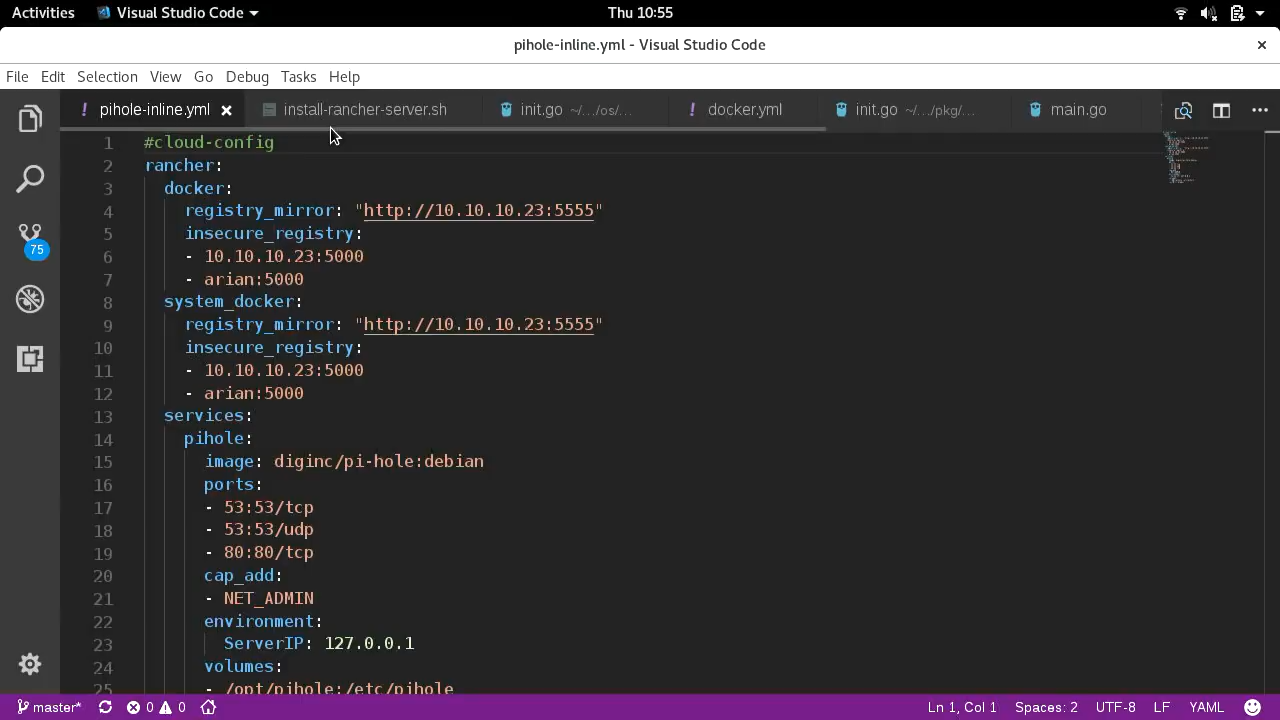 Activities Visual Studio Code Thu 10:55
pihole-inline.yml - Visual Studio Code
File Edit Selection View Go Debug Tasks Help
! pihole-inline.yml install-rancher-server.sh init.go ~/.../os/... ! docker.yml init.go ~/.../pkg/... main.go
1 #cloud-config
2 rancher:
3 docker:
4 registry_mirror: "http://10.10.10.23:5555"
5 insecure_registry:
6 - 10.10.10.23:5000
7 - arian:5000
8 system_docker:
9 registry_mirror: "http://10.10.10.23:5555"
10 insecure_registry:
11 - 10.10.10.23:5000
12 - arian:5000
13 services:
14 pihole:
15 image: diginc/pi-hole:debian
16 ports:
17 - 53:53/tcp
18 - 53:53/udp
19 - 80:80/tcp
20 cap_add:
21 - NET_ADMIN
22 environment:
23 ServerIP: 127.0.0.1
24 volumes:
25 - /opt/pihole:/etc/pihole
75
master* 0 0 Ln 1, Col 1 Spaces: 2 UTF-8 LF YAML